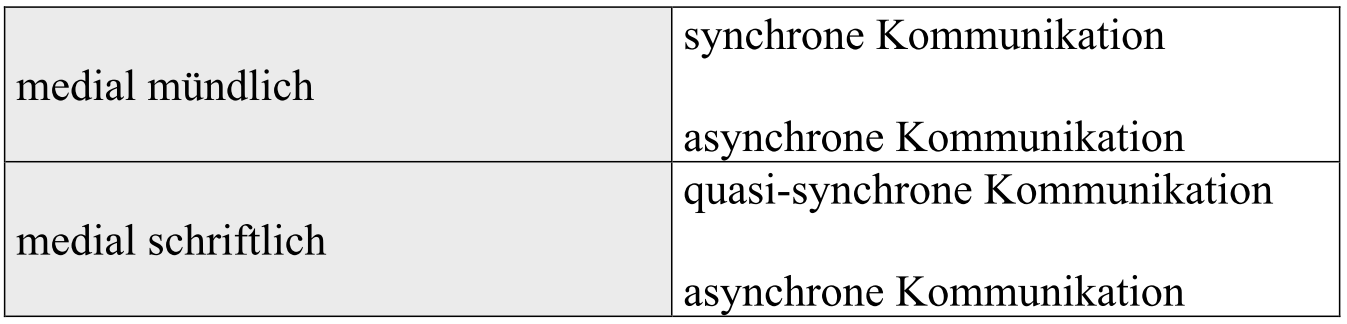 medial mündlich
synchrone Kommunikation
asynchrone Kommunikation
medial schriftlich
quasi-synchrone Kommunikation
asynchrone Kommunikation